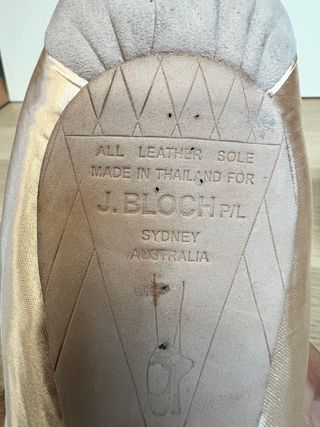 ALL LEATHER SOLE
MADE IN THAILAND FOR
J. BLOCH P/L
SYDNEY
AUSTRALIA